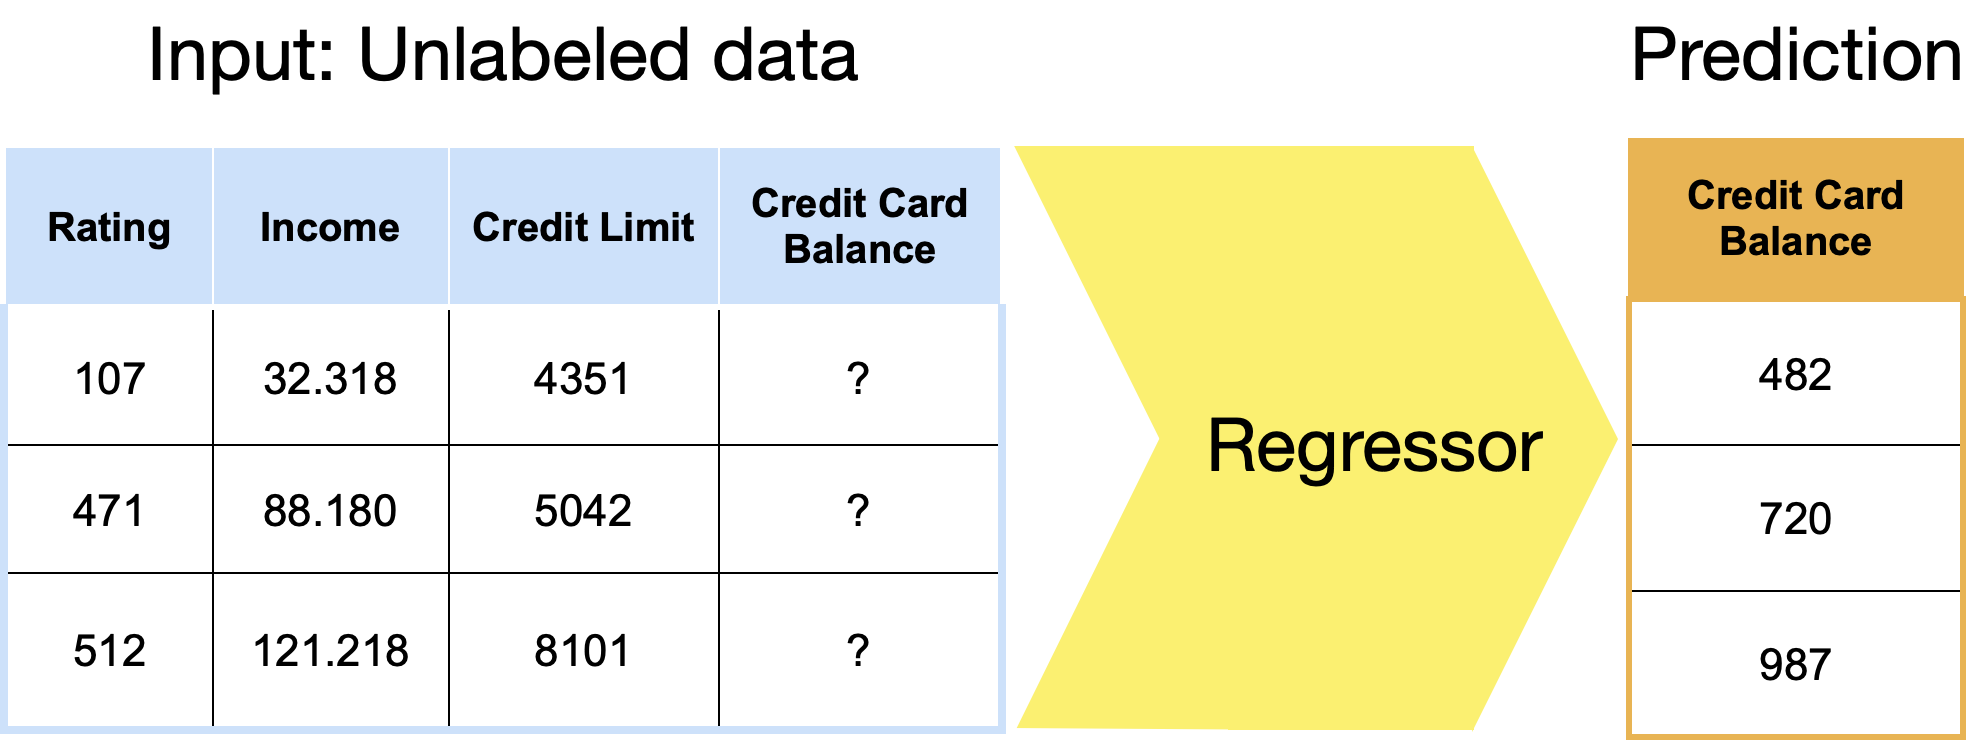 Input: Unlabeled data
Prediction
Rating
Income
Credit Limit
Credit Card
Balance
107
32.318
4351
?
471
88.180
5042
?
512
121.218
8101
?
Regressor
Credit Card
Balance
482
720
987